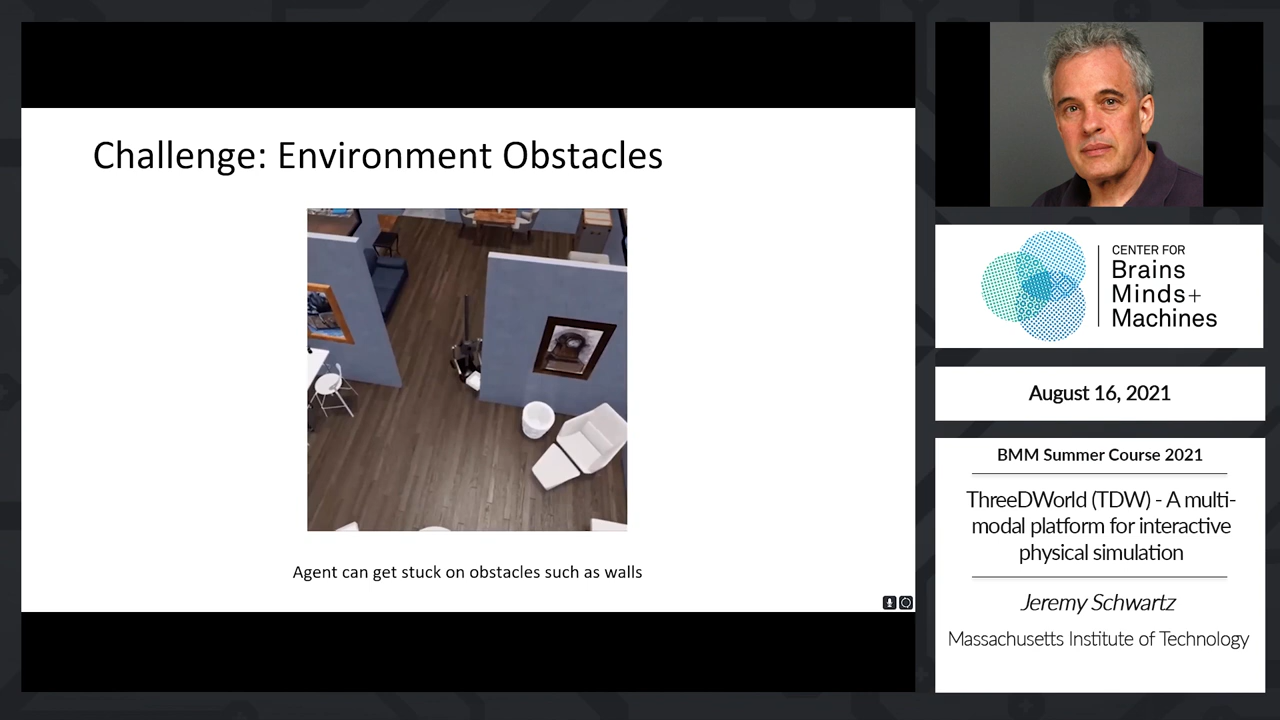 Challenge: Environment Obstacles
Agent can get stuck on obstacles such as walls
CENTER FOR
Brains
Minds+
Machines
August 16, 2021
BMM Summer Course 2021
ThreeDWorld (TDW) - A multi-
modal platform for interactive
physical simulation
Jeremy Schwartz
Massachusetts Institute of Technology